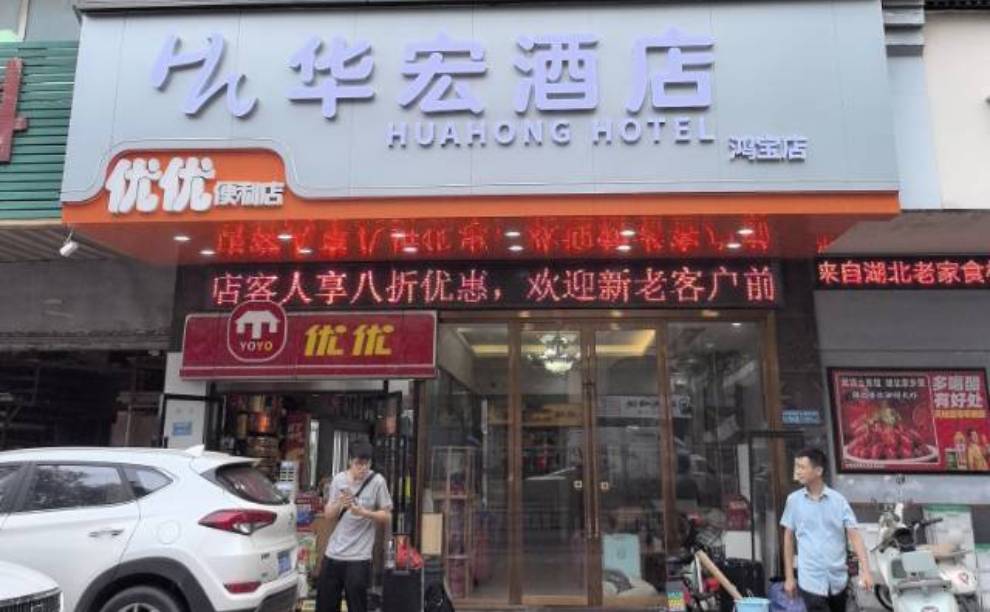 华宏酒店
HUAHONG HOTEL
鸿宝店
优优便利店
店客人享八折优惠，欢迎新老客户前
来自湖北老家食
YOYO
优优
多喝醋
有好处